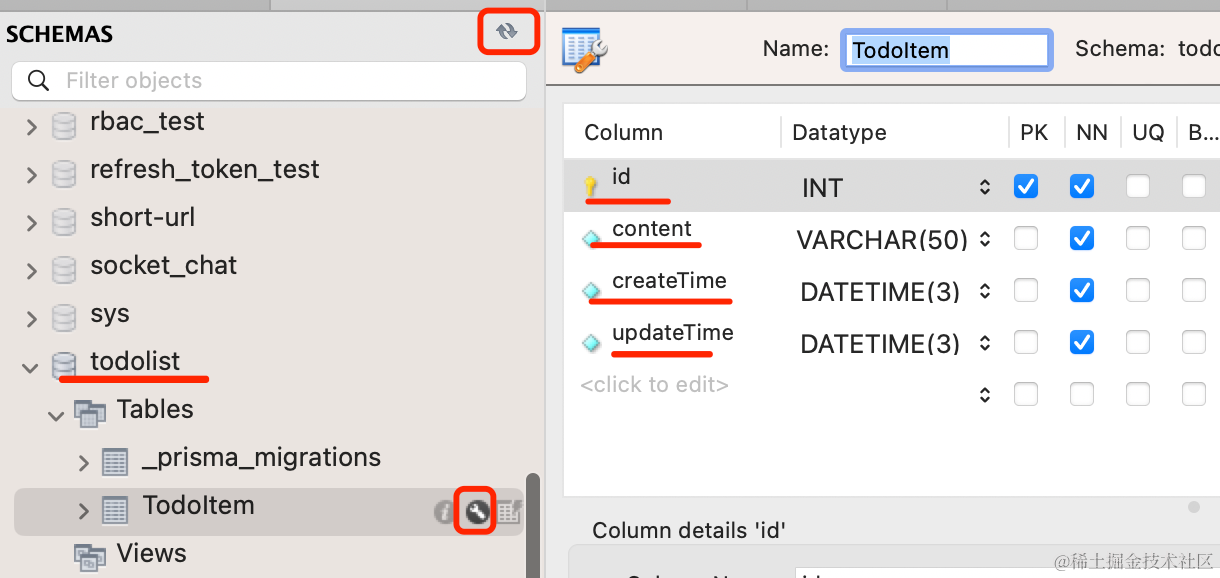 SCHEMAS
Filter objects
rbac_test
refresh_token_test
short-url
socket_chat
sys
todolist
Tables
_prisma_migrations
TodoItem
Views
Name: TodoItem Schema: todo
Column Datatype PK NN UQ B...
id INT
content VARCHAR(50)
createTime DATETIME(3)
updateTime DATETIME(3)
<click to edit>
Column details 'id'
@稀土掘金技术社区